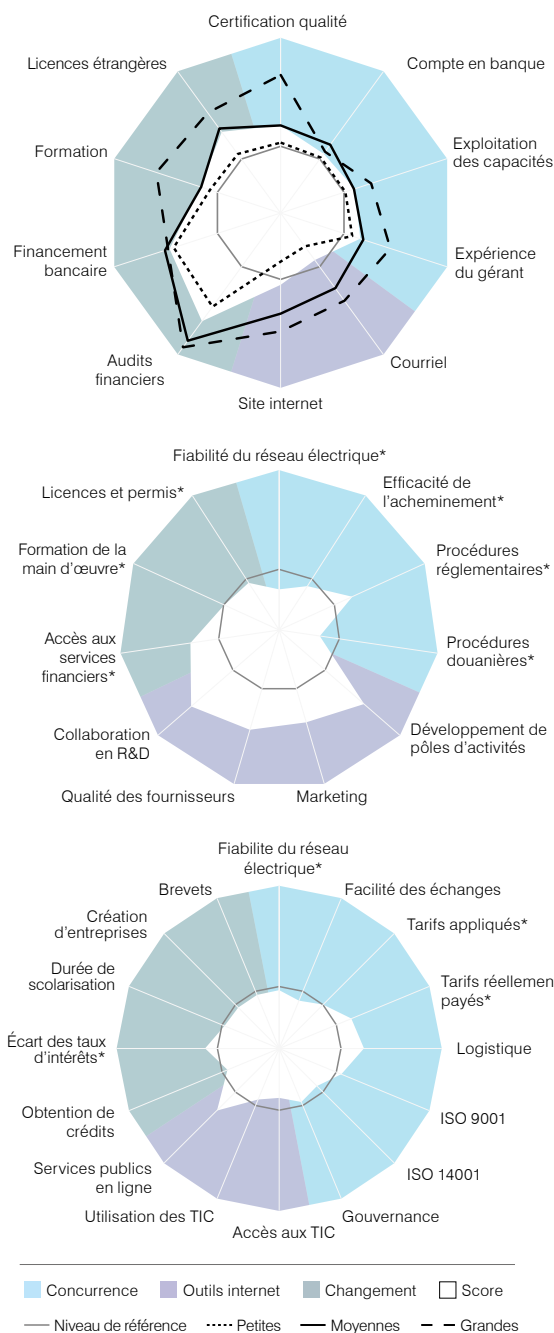 Certification qualité
Licences étrangères
Compte en banque
Formation
Exploitation
des capacités
Financement
bancaire
Expérience
du gérant
Audits
financiers
Courriel
Site internet
Fiabilité du réseau électrique*
Licences et permis*
Efficacité de
l'acheminement*
Formation de la
main d'œuvre*
Procédures
réglementaires*
Accès aux
services
financiers*
Procédures
douanières*
Collaboration
en R&D
Développement de
pôles d'activités
Qualité des fournisseurs
Marketing
Fiabilite du réseau
électrique*
Brevets
Facilité des échanges
Création
d'entreprises
Tarifs appliqués*
Durée de
scolarisation
Tarifs réellemen
payés*
Écart des taux
d'intérêts*
Logistique
Obtention de
crédits
ISO 9001
Services publics
en ligne
ISO 14001
Utilisation des TIC
Gouvernance
Accès aux TIC
Concurrence Outils internet Changement Score
Niveau de référence Petites Moyennes Grandes